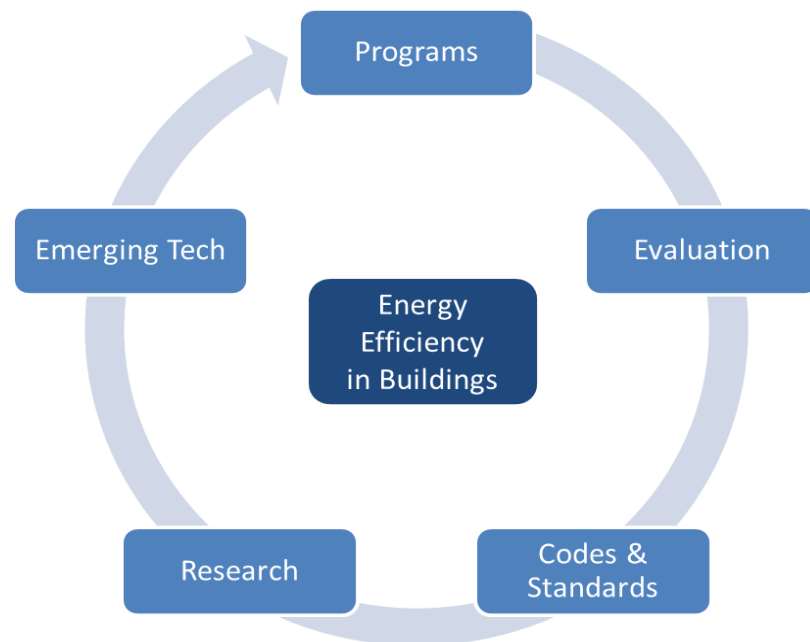 Programs
Evaluation
Codes &
Standards
Research
Emerging Tech
Energy
Efficiency
in Buildings